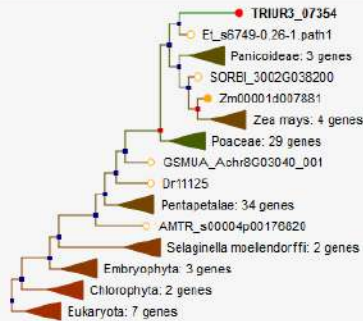 TRIUR3_07354
Et_s6749-0.26-1.path1
Panicoideae: 3 genes
SORBI_3002G038200
Zm00001d007881
Zea mays: 4 genes
Poaceae: 29 genes
GSMUA_Achr8G03040_001
Dr11125
Pentapetalae: 34 genes
AMTR_s00004p00176820
Selaginella moelendorffii: 2 genes
Embryophyta: 3 genes
Chlorophyta: 2 genes
Eukaryota: 7 genes